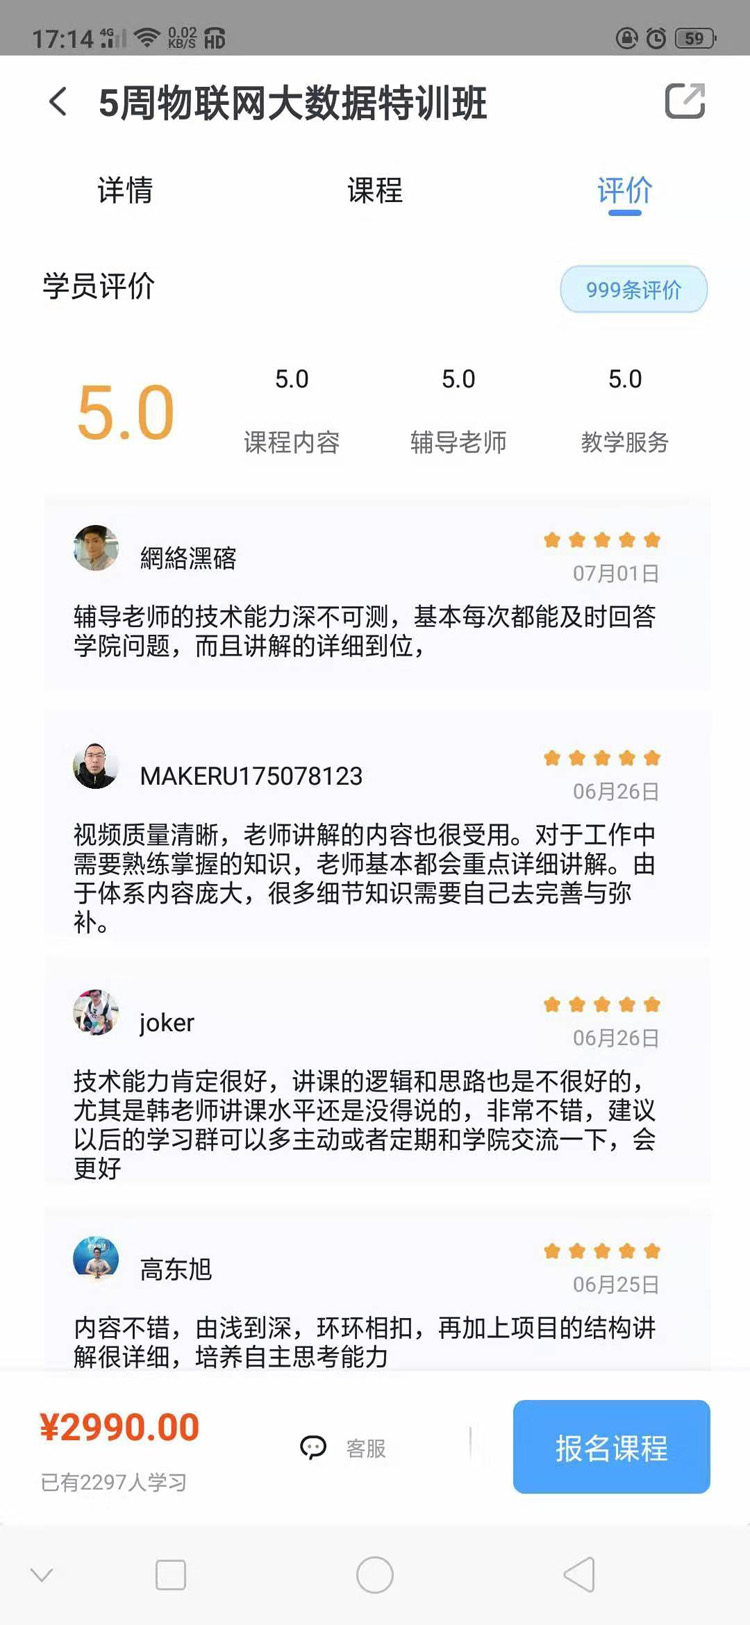 17:14 4G 0.02 KB/S HD 59
5周物联网大数据特训班
详情 课程 评价
学员评价 999条评价
5.0 5.0 5.0 5.0
课程内容 辅导老师 教学服务
網絡潶碦
07月01日
辅导老师的技术能力深不可测，基本每次都能及时回答
学院问题，而且讲解的详细到位，
MAKERU175078123
06月26日
视频质量清晰，老师讲解的内容也很受用。对于工作中
需要熟练掌握的知识，老师基本都会重点详细讲解。由
于体系内容庞大，很多细节知识需要自己去完善与弥
补。
joker
06月26日
技术能力肯定很好，讲课的逻辑和思路也是不很好的，
尤其是韩老师讲课水平还是没得说的，非常不错，建议
以后的学习群可以多主动或者定期和学院交流一下，会
更好
高东旭
06月25日
内容不错，由浅到深，环环相扣，再加上项目的结构讲
解很详细，培养自主思考能力
¥2990.00
已有2297人学习
客服
报名课程